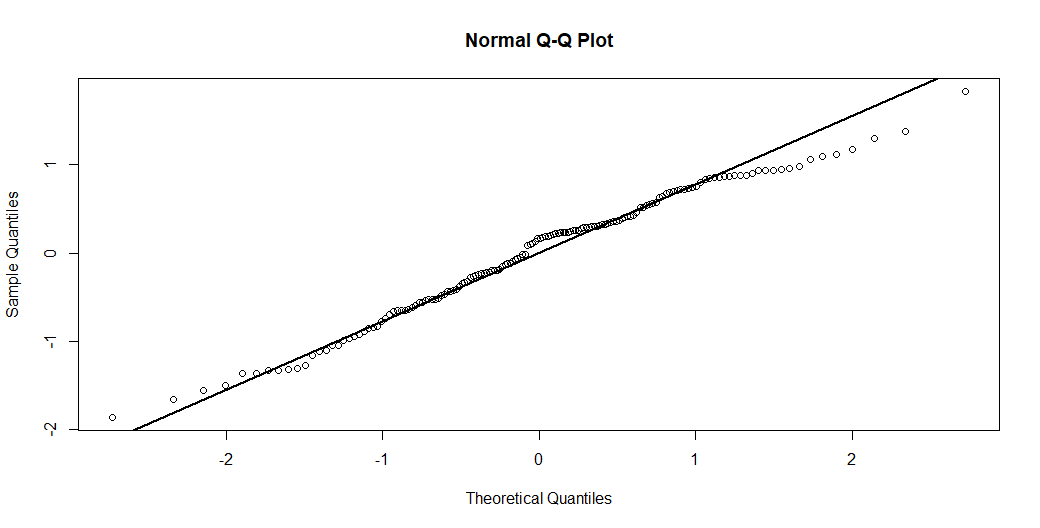 Normal Q-Q Plot
Sample Quantiles
1
0
-1
-2
-2 -1 0 1 2
Theoretical Quantiles